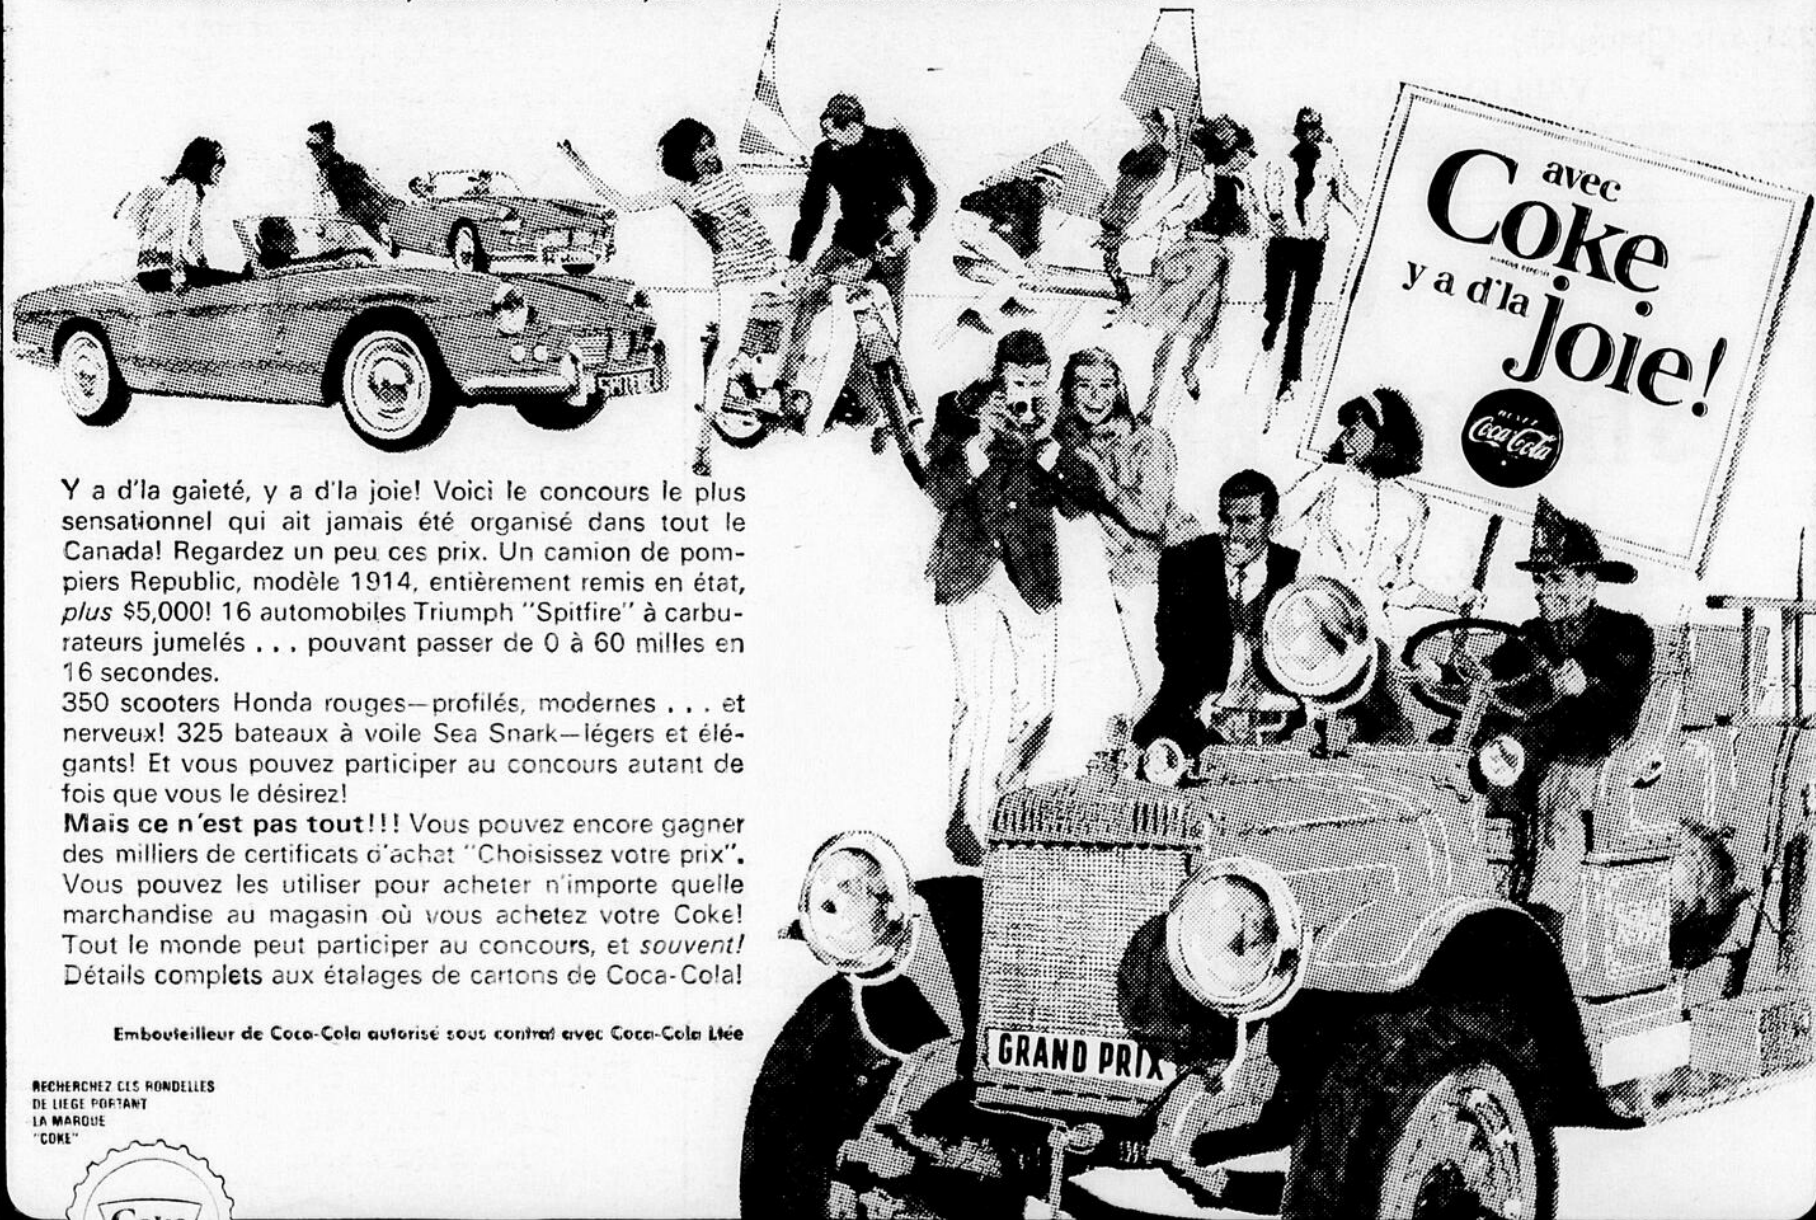 avec
Coke
y a d'la
joie!
BUVEZ
Coca-Cola
Y a d'la gaieté, y a d'la joie! Voici le concours le plus
sensationnel qui ait jamais été organisé dans tout le
Canada! Regardez un peu ces prix. Un camion de pom-
piers Republic, modèle 1914, entièrement remis en état,
plus $5,000! 16 automobiles Triumph "Spitfire" à carbu-
rateurs jumelés . . . pouvant passer de 0 à 60 milles en
16 secondes.
350 scooters Honda rouges—profilés, modernes . . . et
nerveux! 325 bateaux à voile Sea Snark—légers et élé-
gants! Et vous pouvez participer au concours autant de
fois que vous le désirez!
Mais ce n'est pas tout!!! Vous pouvez encore gagner
des milliers de certificats d'achat "Choisissez votre prix".
Vous pouvez les utiliser pour acheter n'importe quelle
marchandise au magasin où vous achetez votre Coke!
Tout le monde peut participer au concours, et souvent!
Détails complets aux étalages de cartons de Coca-Cola!
Embouteilleur de Coca-Cola autorisé sous contrat avec Coca-Cola Ltée
GRAND PRIX
RECHERCHEZ CES RONDELLES
DE LIEGE PORTANT
LA MARQUE
"COKE"
Coke